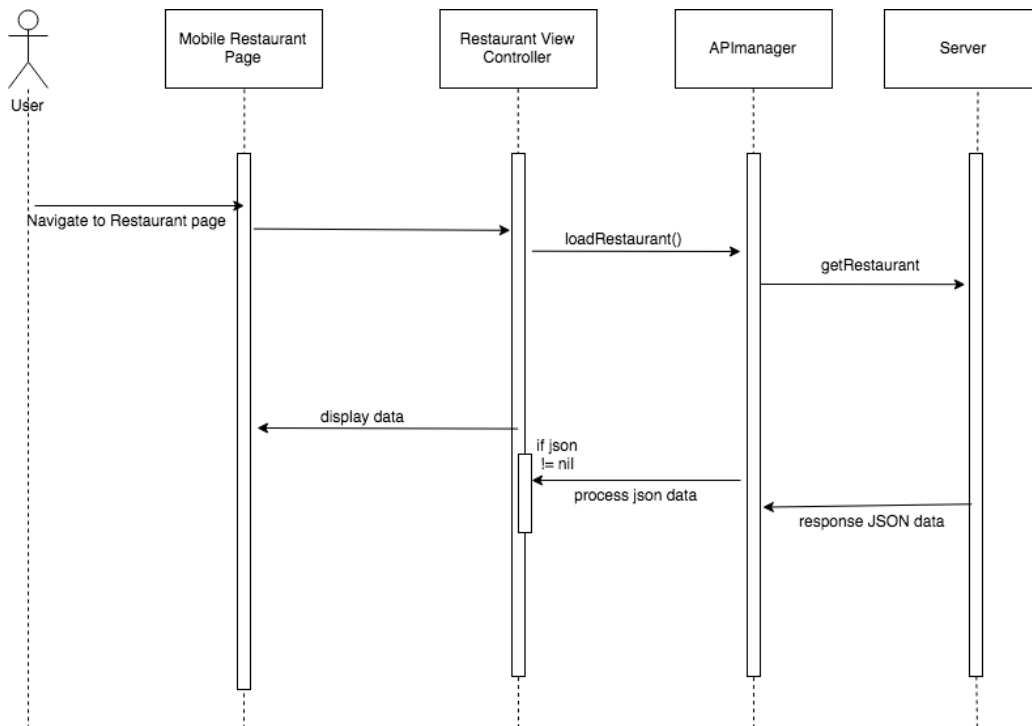 Mobile Restaurant
Page
Restaurant View
Controller
APImanager
Server
User
Navigate to Restaurant page
loadRestaurant()
getRestaurant
display data
if json
!= nil
process json data
response JSON data